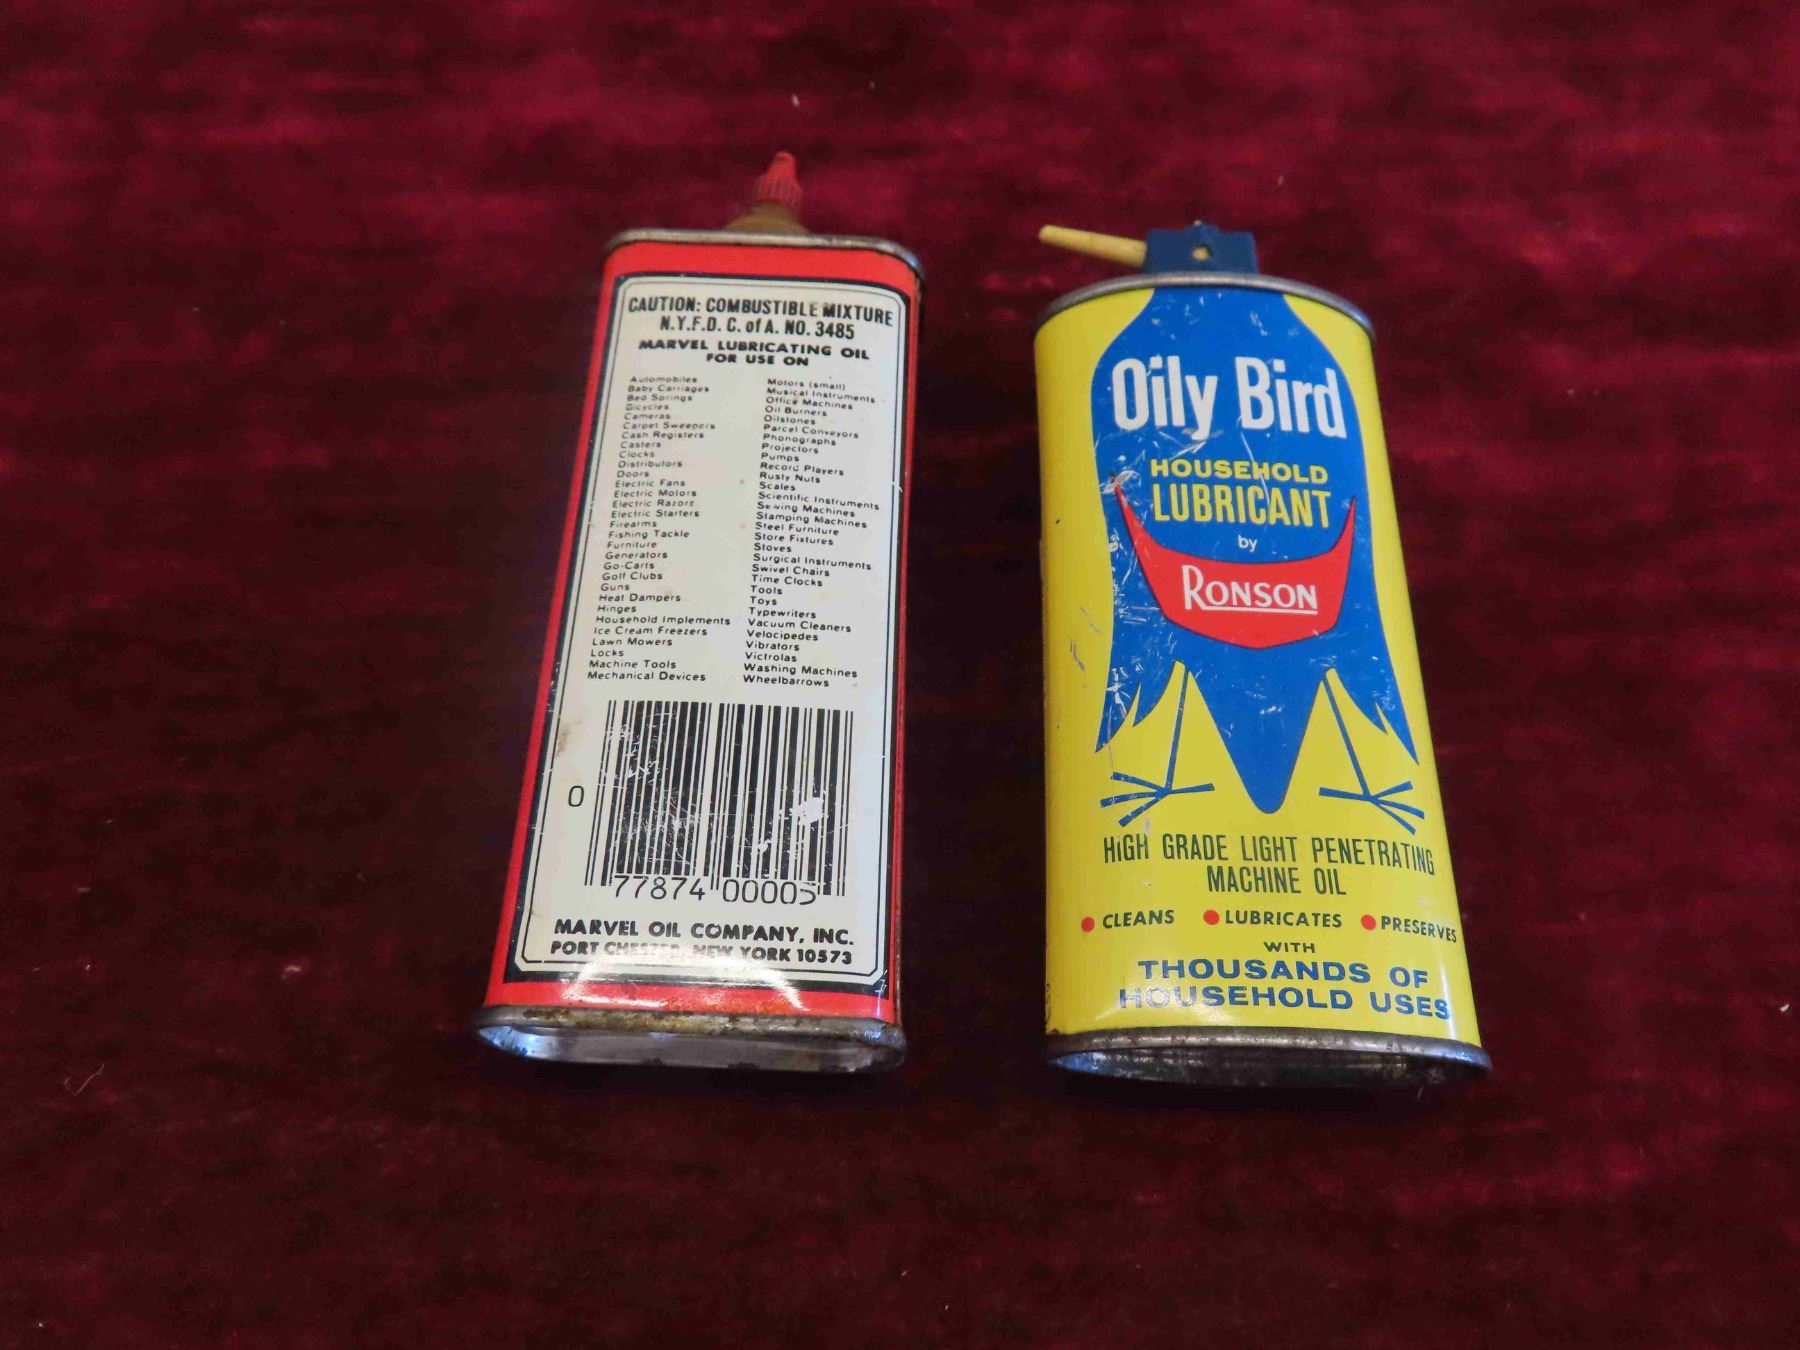 CAUTION: COMBUSTIBLE MIXTURE
N.Y.F.D. C. of A. NO. 3485
MARVEL LUBRICATING OIL
FOR USE ON
Automobiles
Baby Carriages
Bed Springs
Bicycles
Cameras
Carpet Sweepers
Cash Registers
Casters
Clocks
Distributors
Doors
Electric Fans
Electric Motors
Electric Razors
Electric Starters
Firearms
Fishing Tackle
Furniture
Generators
Go-Carts
Golf Clubs
Guns
Heat Dampers
Hinges
Household Implements
Ice Cream Freezers
Lawn Mowers
Locks
Machine Tools
Mechanical Devices
Motors (small)
Musical Instruments
Office Machines
Oil Burners
Oilstones
Parcel Conveyors
Phonographs
Projectors
Pumps
Record Players
Rusty Nuts
Scales
Scientific Instruments
Sewing Machines
Stamping Machines
Steel Furniture
Store Fixtures
Stoves
Surgical Instruments
Swivel Chairs
Time Clocks
Tools
Toys
Typewriters
Vacuum Cleaners
Velocipedes
Vibrators
Victrolas
Washing Machines
Wheelbarrows
0 77874 00005
MARVEL OIL COMPANY, INC.
PORT CHESTER, NEW YORK 10573
Oily Bird
HOUSEHOLD
LUBRICANT
by
RONSON
HIGH GRADE LIGHT PENETRATING
MACHINE OIL
• CLEANS • LUBRICATES • PRESERVES
WITH
THOUSANDS OF
HOUSEHOLD USES